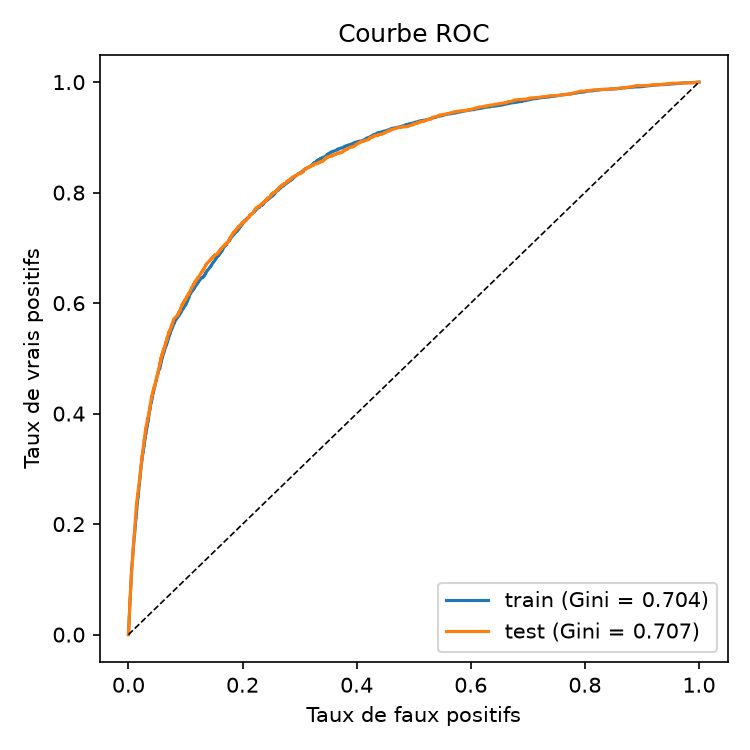 Courbe ROC
Taux de vrais positifs
1.0
0.8
0.6
0.4
0.2
0.0
0.0 0.2 0.4 0.6 0.8 1.0
Taux de faux positifs
train (Gini = 0.704)
test (Gini = 0.707)